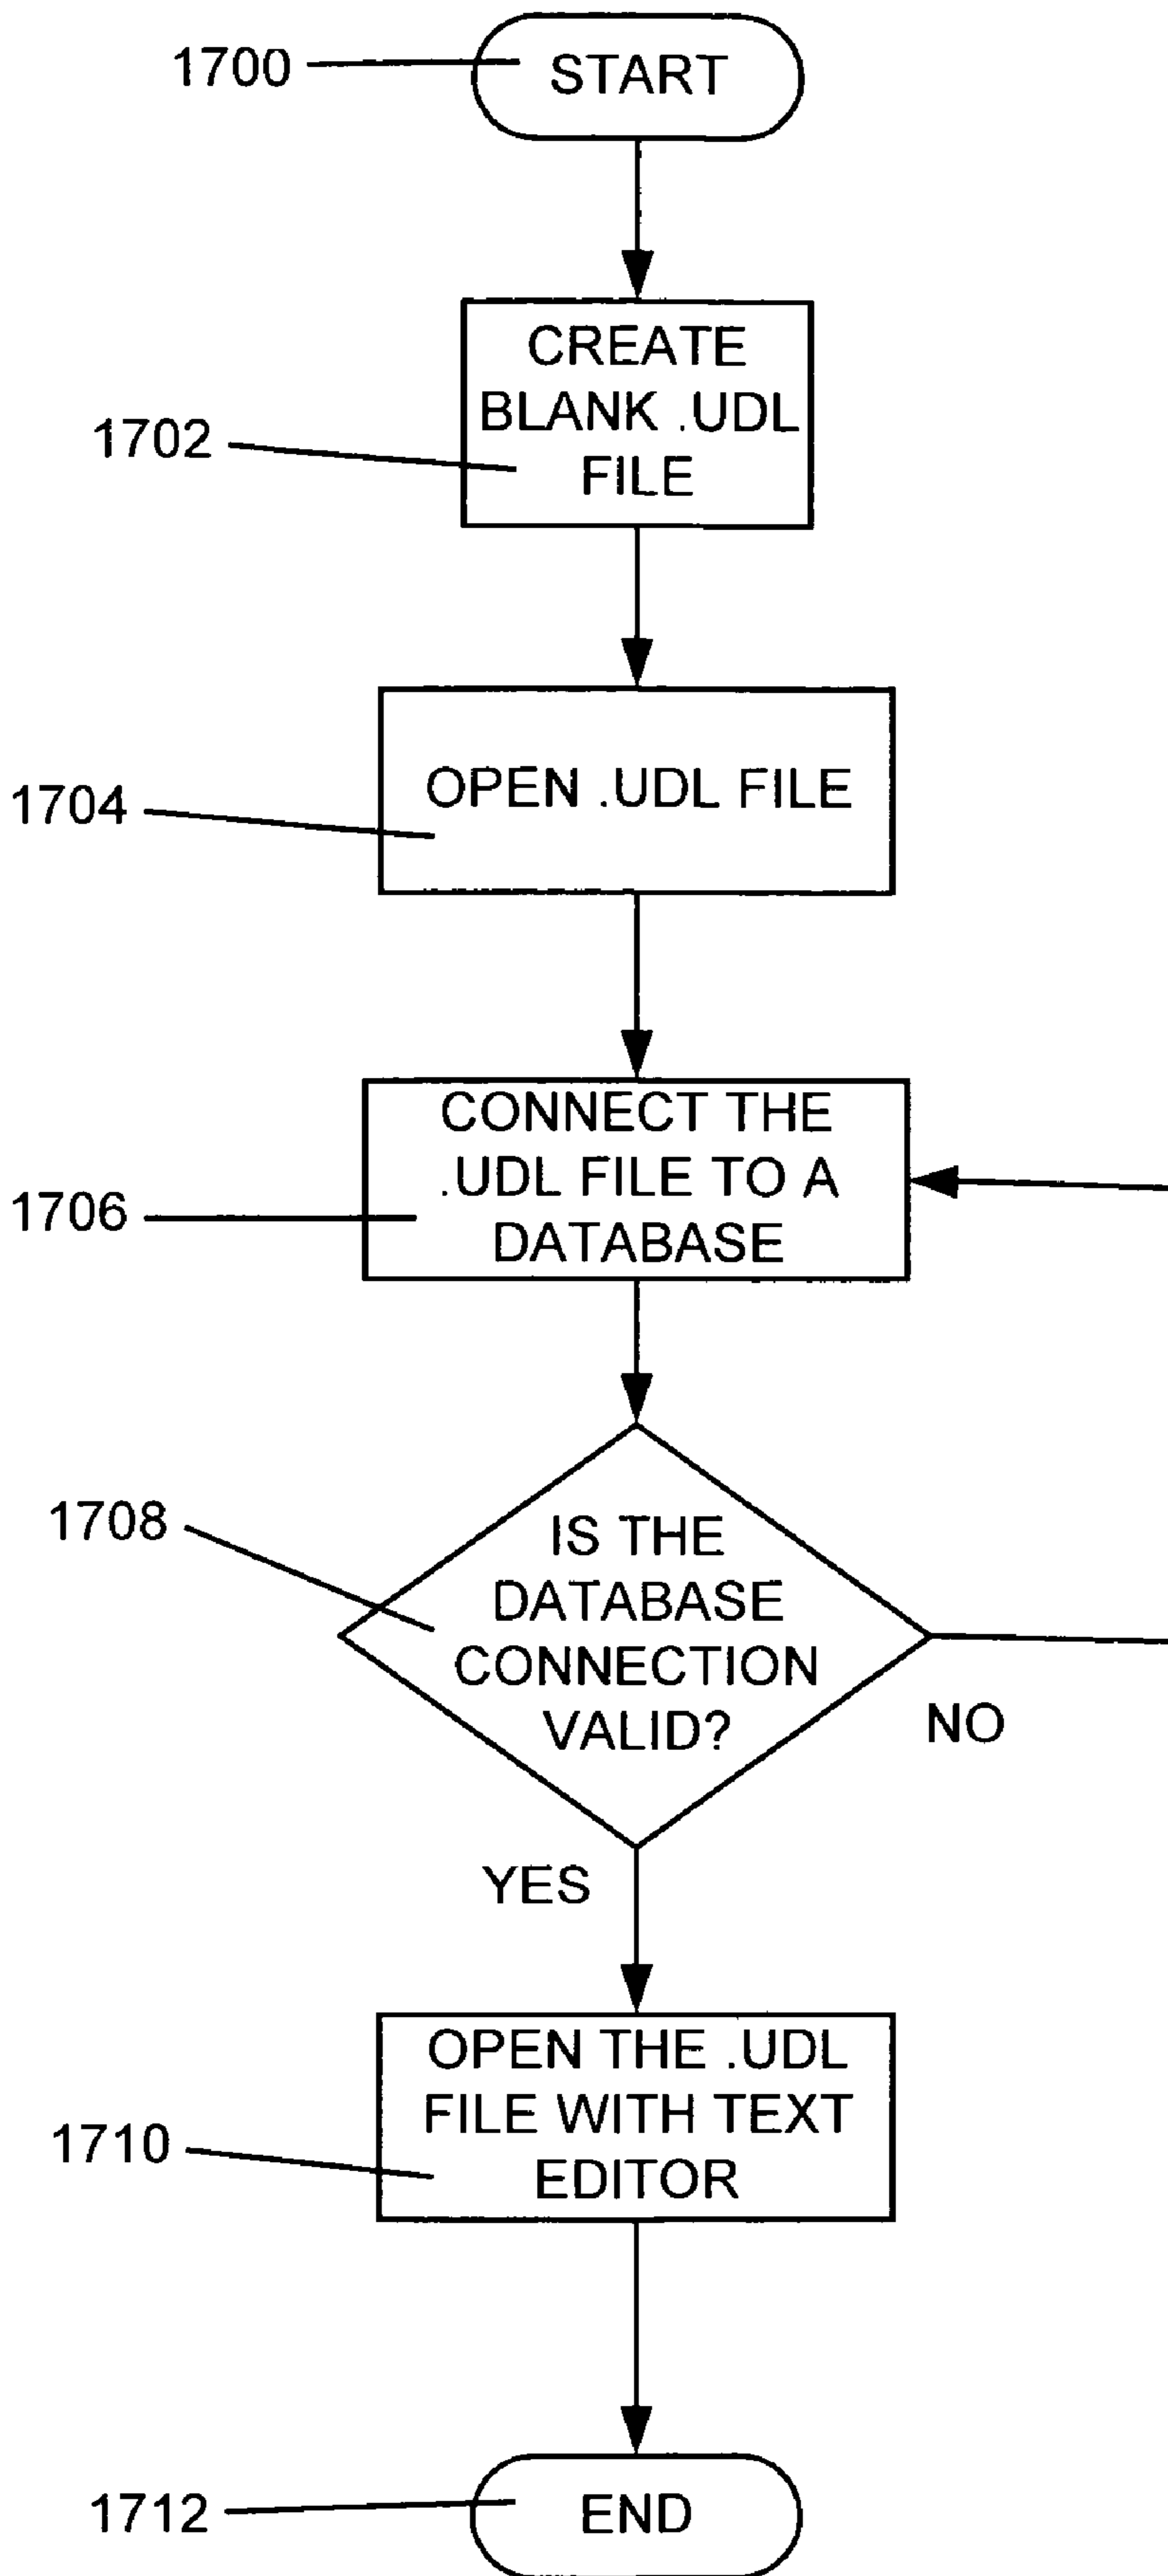 1700
START
1702
CREATE
BLANK .UDL
FILE
1704
OPEN .UDL FILE
1706
CONNECT THE
.UDL FILE TO A
DATABASE
1708
IS THE
DATABASE
CONNECTION
VALID?
NO
YES
1710
OPEN THE .UDL
FILE WITH TEXT
EDITOR
1712
END